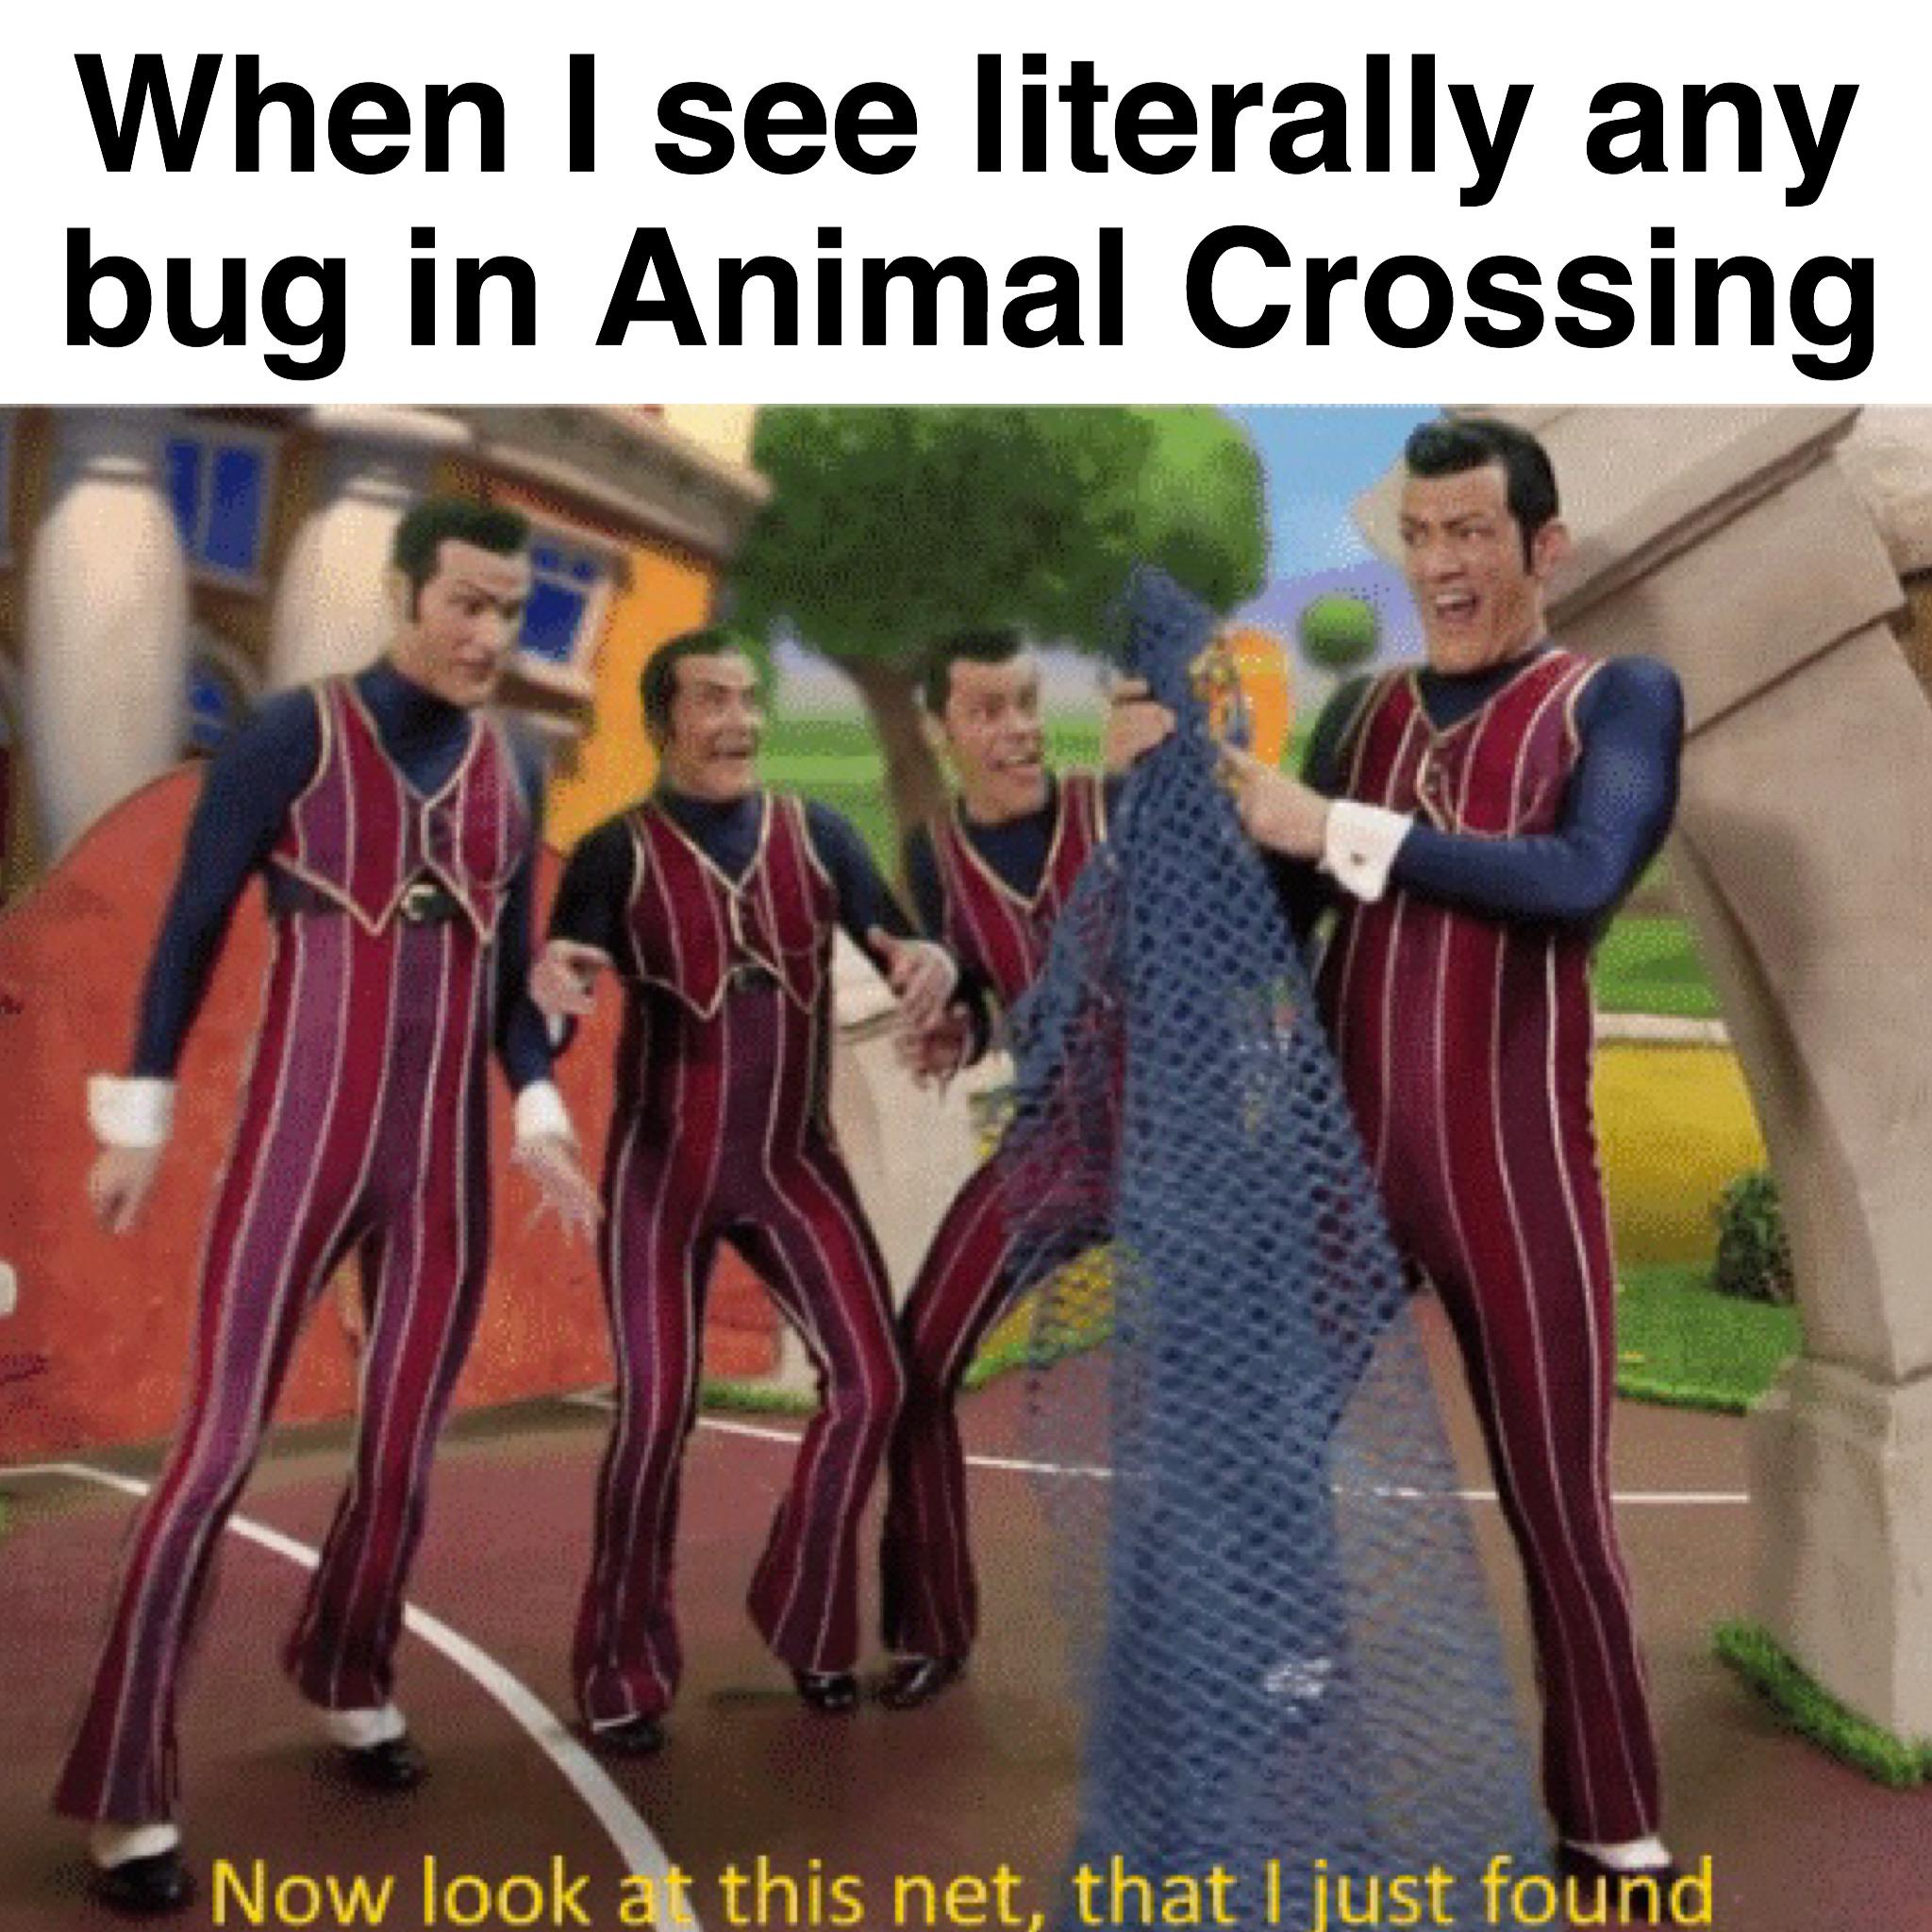 When I see literally any
bug in Animal Crossing
Now look at this net, that I just found